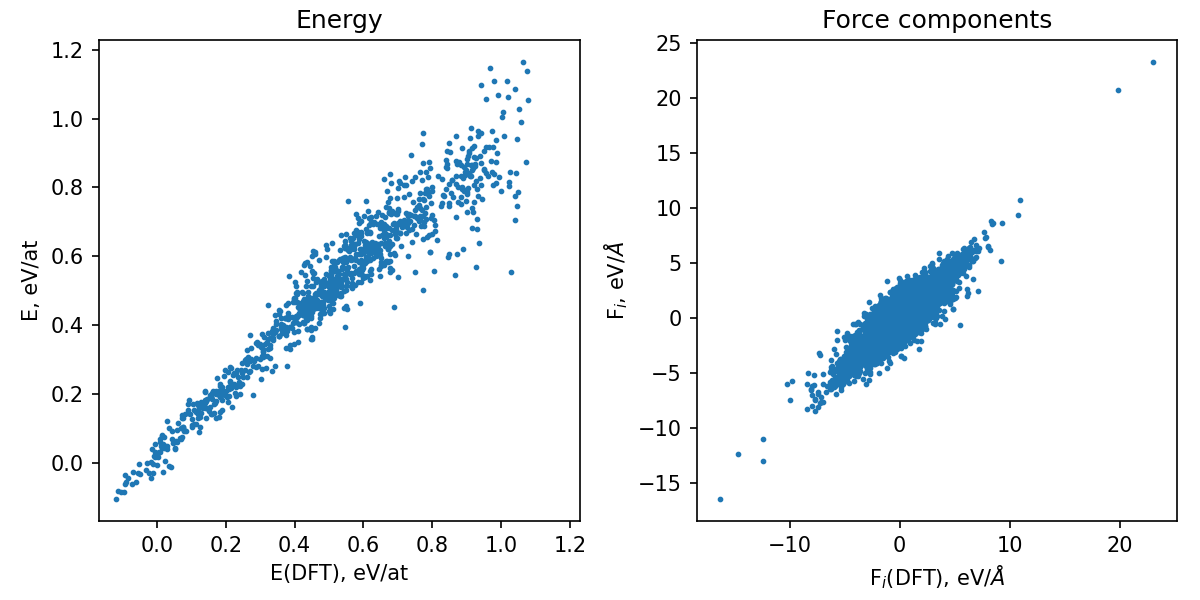 Energy
1.2
1.0
0.8
0.6
0.4
0.2
0.0
E, eV/at
0.0 0.2 0.4 0.6 0.8 1.0 1.2
E(DFT), eV/at
Force components
25
20
15
10
5
0
−5
−10
−15
Fᵢ, eV/Å
−10 0 10 20
Fᵢ(DFT), eV/Å